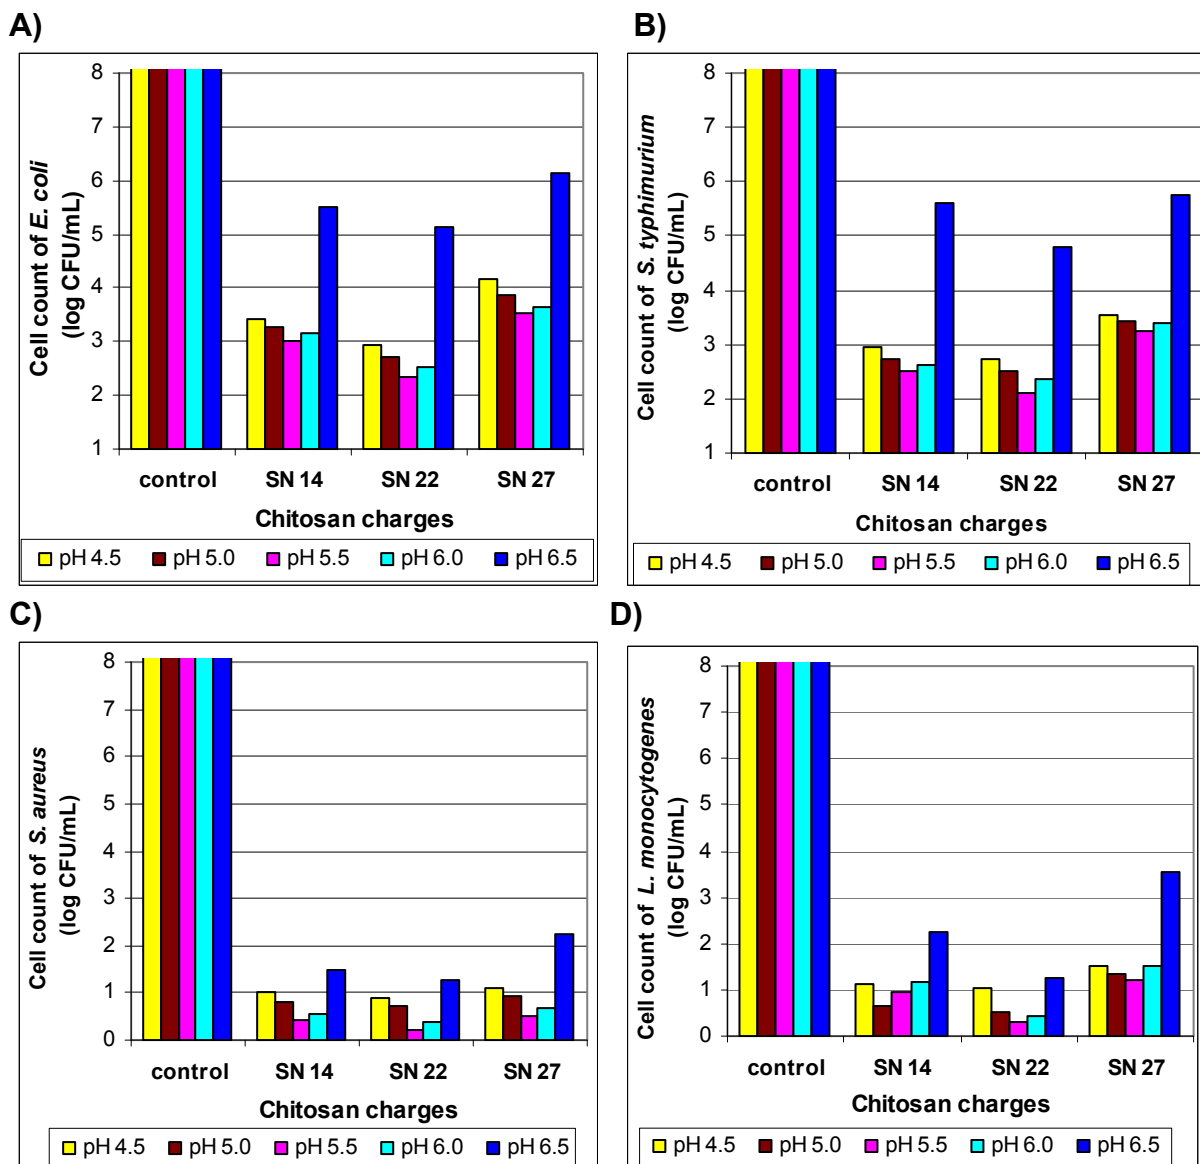 A)
8
7
6
5
4
3
2
1
Cell count of E. coli
(log CFU/mL)
control SN 14 SN 22 SN 27
Chitosan charges
pH 4.5 pH 5.0 pH 5.5 pH 6.0 pH 6.5
B)
8
7
6
5
4
3
2
1
Cell count of S. typhimurium
(log CFU/mL)
control SN 14 SN 22 SN 27
Chitosan charges
pH 4.5 pH 5.0 pH 5.5 pH 6.0 pH 6.5
C)
8
7
6
5
4
3
2
1
0
Cell count of S. aureus
(log CFU/mL)
control SN 14 SN 22 SN 27
Chitosan charges
pH 4.5 pH 5.0 pH 5.5 pH 6.0 pH 6.5
D)
8
7
6
5
4
3
2
1
0
Cell count of L. monocytogenes
(log CFU/mL)
control SN 14 SN 22 SN 27
Chitosan charges
pH 4.5 pH 5.0 pH 5.5 pH 6.0 pH 6.5